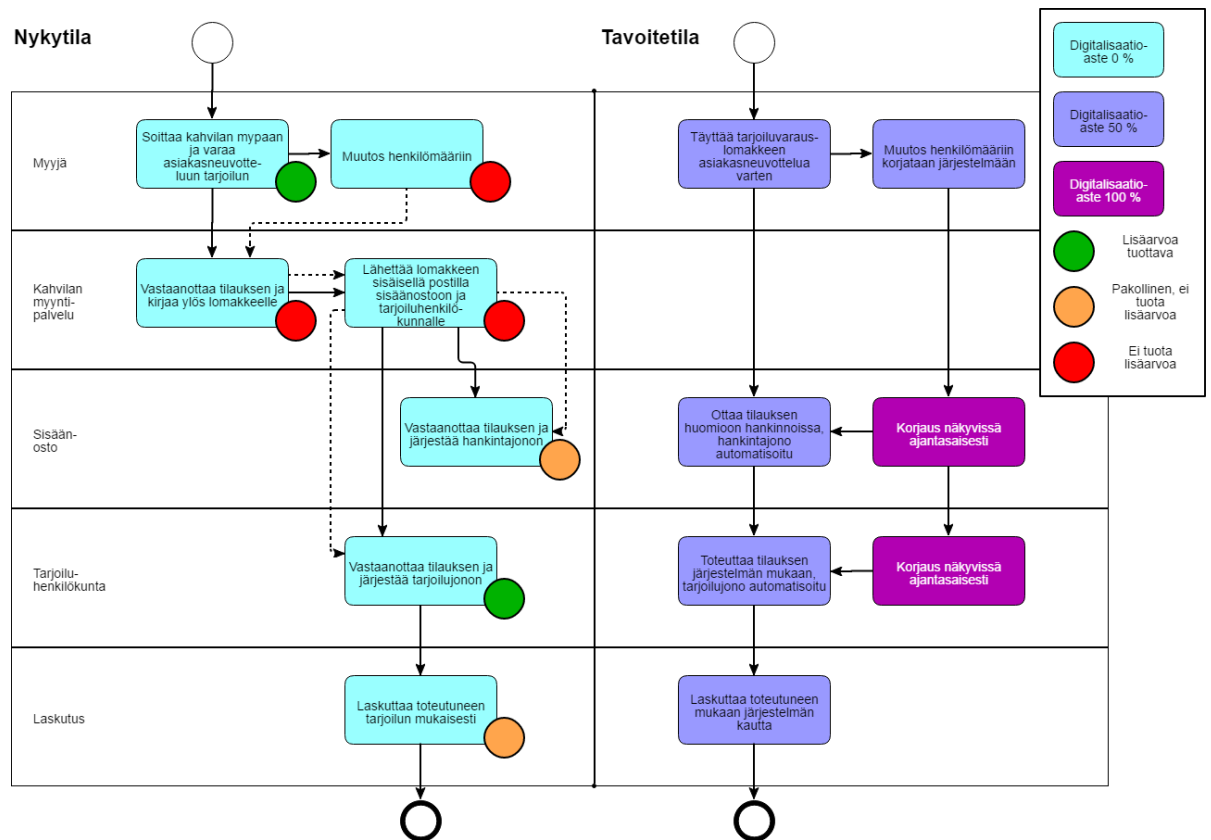 Nykytila
Tavoitetila
Digitalisaatio-
aste 0 %
Digitalisaatio-
aste 50 %
Digitalisaatio-
aste 100 %
Lisäarvoa
tuottava
Pakollinen, ei
tuota
lisäarvoa
Ei tuota
lisäarvoa
Myyjä
Soittaa kahvilan mypaan
ja varaa
asiakasneuvotte-
luun tarjoilun
Muutos henkilömääriin
Täyttää tarjoiluvaraus-
lomakkeen
asiakasneuvottelua
varten
Muutos henkilömääriin
korjataan järjestelmään
Kahvilan
myynti-
palvelu
Vastaanottaa tilauksen ja
kirjaa ylös lomakkeelle
Lähettää lomakkeen
sisäisellä postilla
sisäänostoon ja
tarjoiluhenkilö-
kunnalle
Sisään-
osto
Vastaanottaa tilauksen ja
järjestää hankintajonon
Ottaa tilauksen
huomioon hankinnoissa,
hankintajono
automatisoitu
Korjaus näkyvissä
ajantasaisesti
Tarjoilu-
henkilökunta
Vastaanottaa tilauksen ja
järjestää tarjoilujonon
Toteuttaa tilauksen
järjestelmän mukaan,
tarjoilujono automatisoitu
Korjaus näkyvissä
ajantasaisesti
Laskutus
Laskuttaa toteutuneen
tarjoilun mukaisesti
Laskuttaa toteutuneen
mukaan järjestelmän
kautta